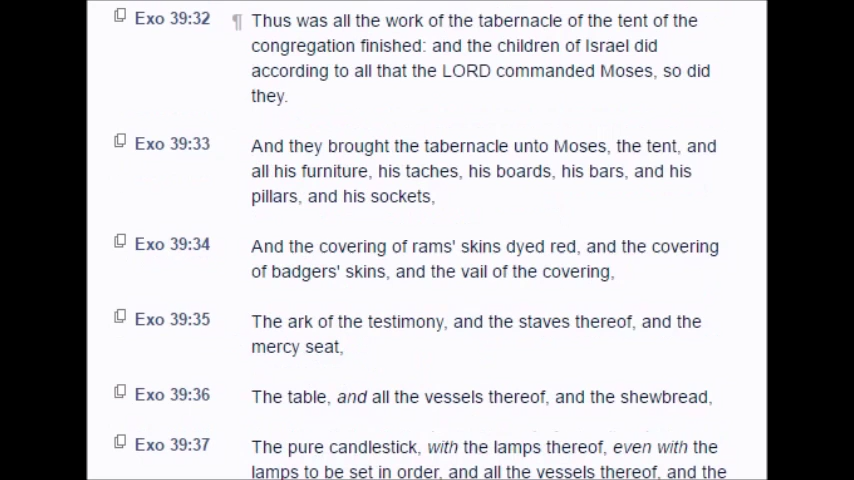 Exo 39:32 ¶ Thus was all the work of the tabernacle of the tent of the
congregation finished: and the children of Israel did
according to all that the LORD commanded Moses, so did
they.
Exo 39:33 And they brought the tabernacle unto Moses, the tent, and
all his furniture, his taches, his boards, his bars, and his
pillars, and his sockets,
Exo 39:34 And the covering of rams' skins dyed red, and the covering
of badgers' skins, and the vail of the covering,
Exo 39:35 The ark of the testimony, and the staves thereof, and the
mercy seat,
Exo 39:36 The table, and all the vessels thereof, and the shewbread,
Exo 39:37 The pure candlestick, with the lamps thereof, even with the
lamps to be set in order, and all the vessels thereof, and the